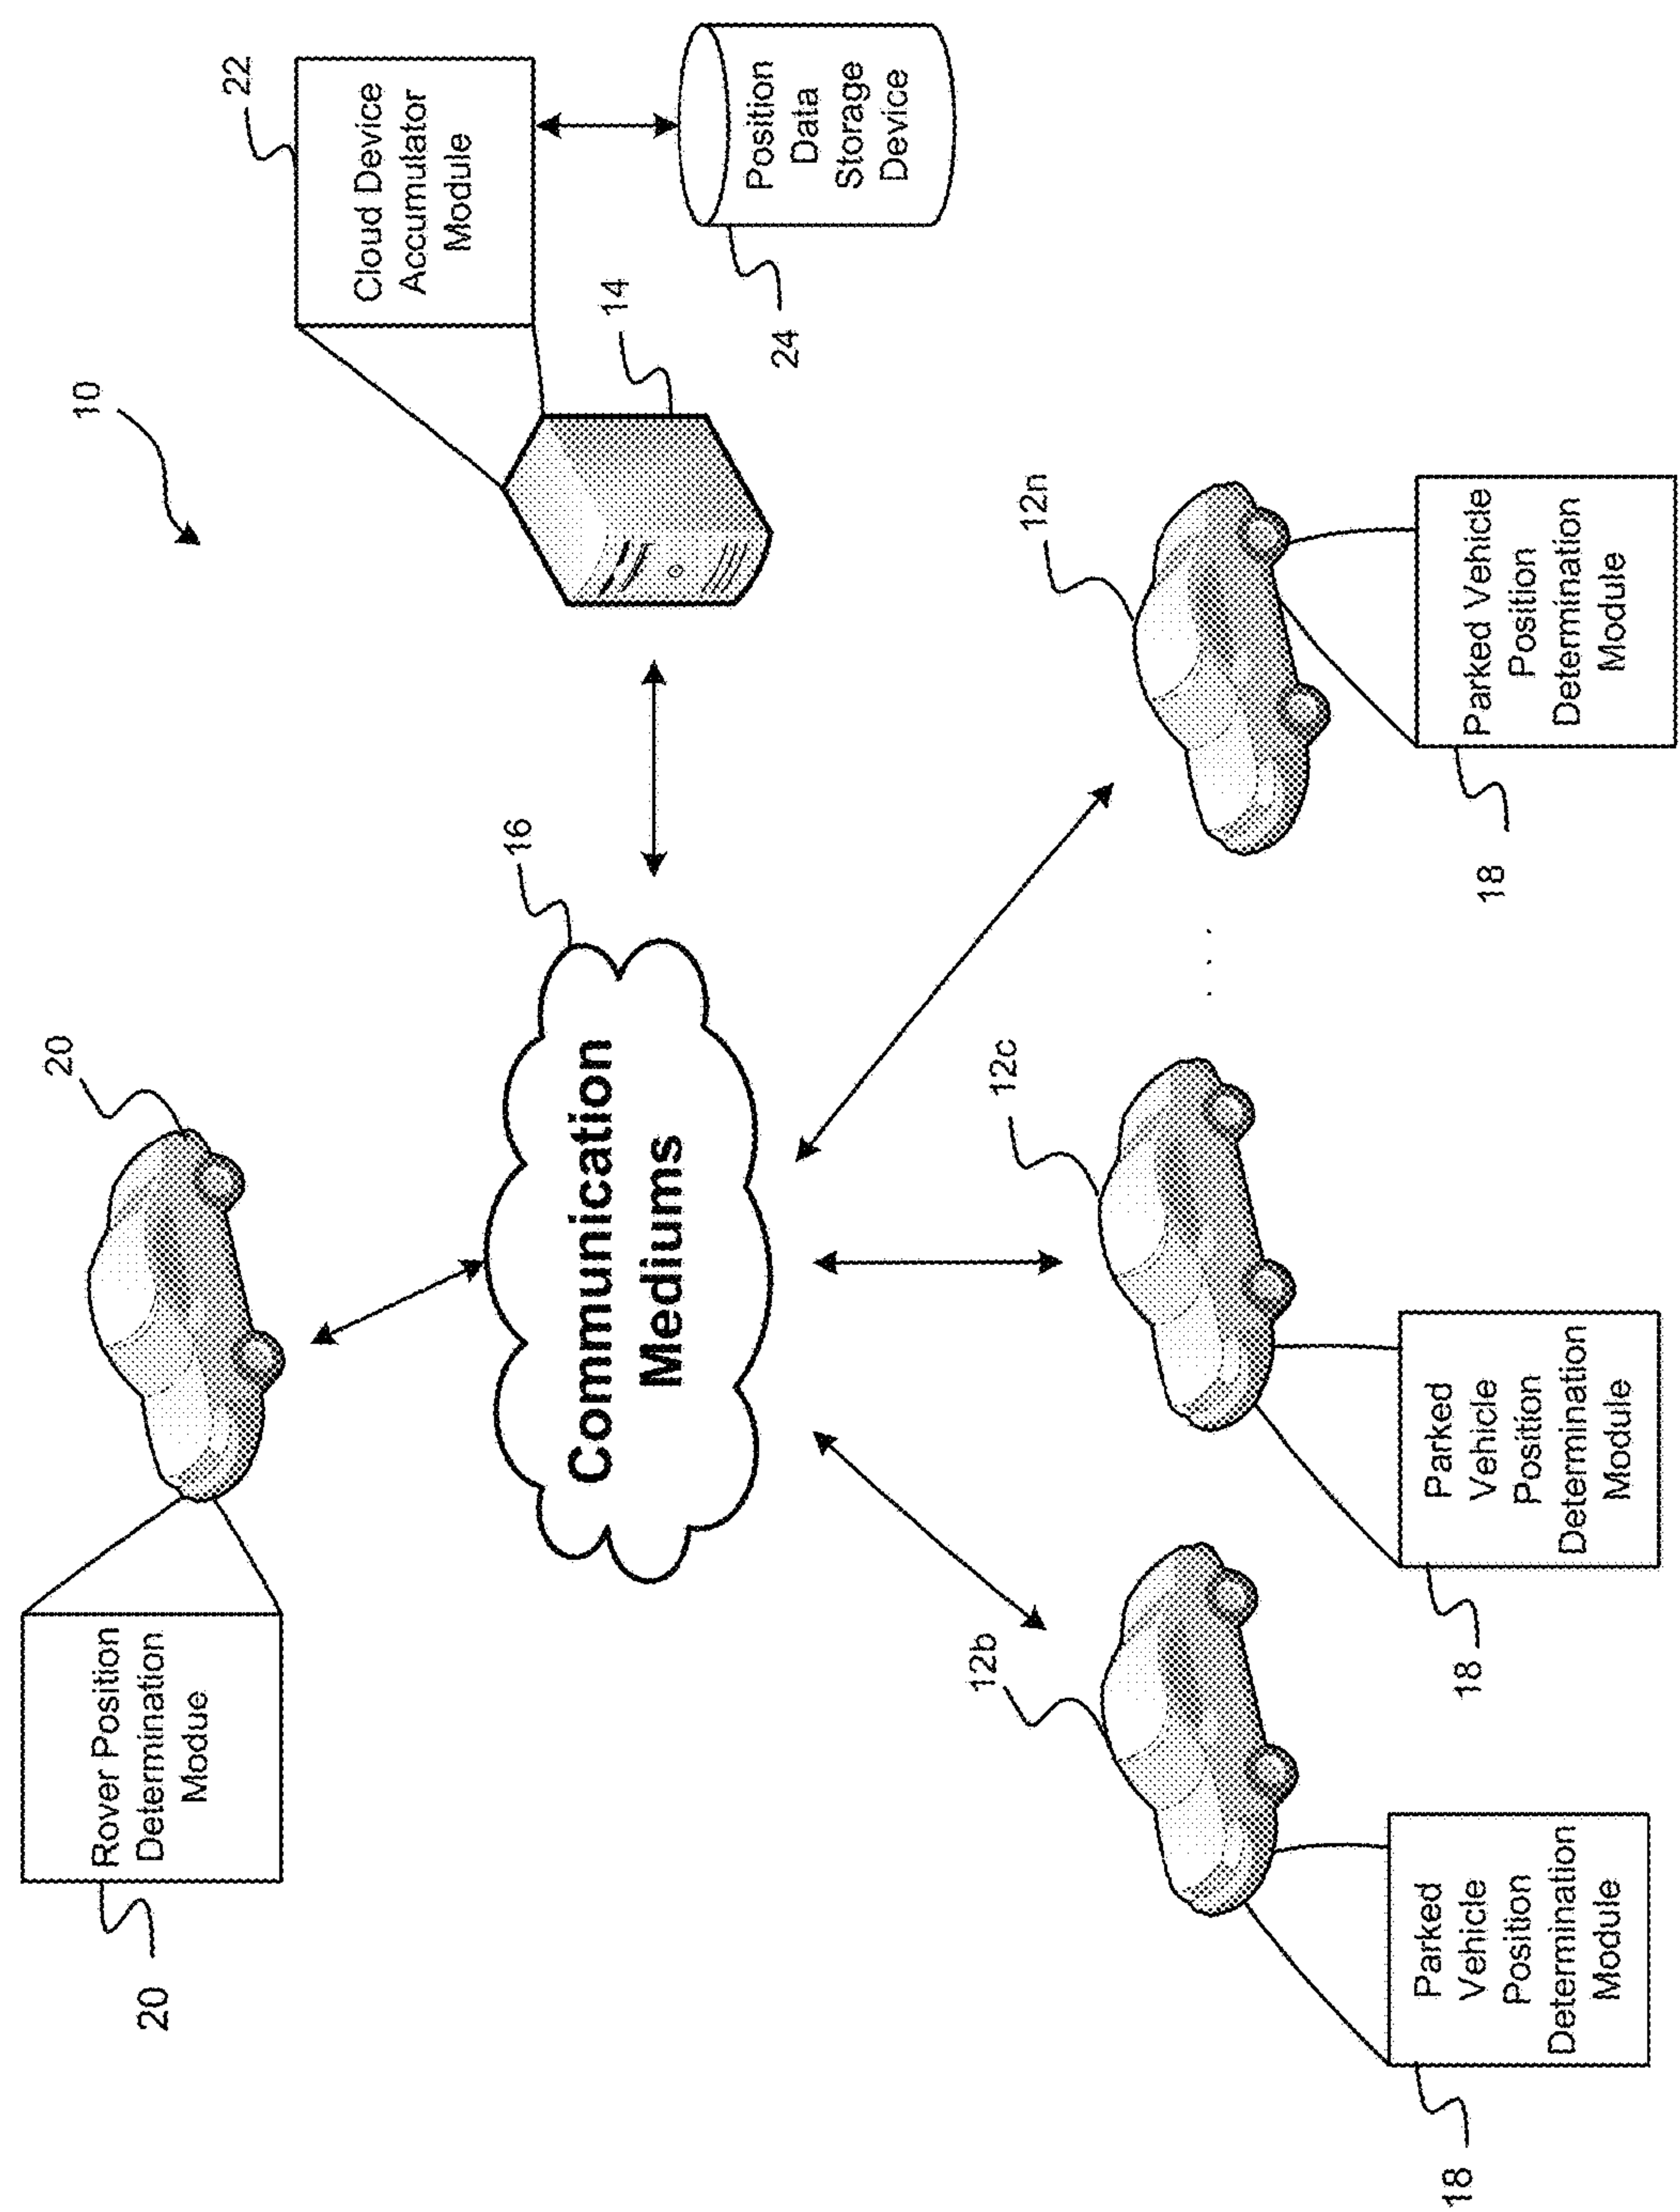 20
10
Rover Position
Determination
Modue
20
22
Cloud Device
Accumulator
Module
16
14
Communication
Mediums
24
Position
Data
Storage
Device
12b
12c
12n
. . .
Parked
Vehicle
Position
Determination
Module
18
Parked
Vehicle
Position
Determination
Module
18
Parked Vehicle
Position
Determination
Module
18